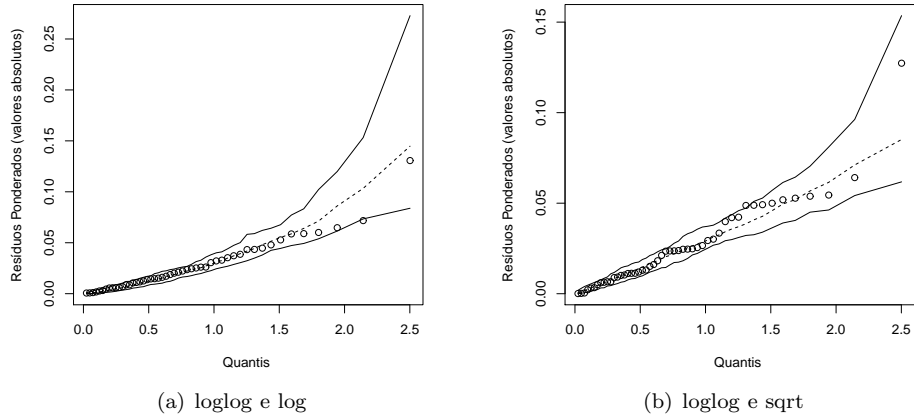 Resíduos Ponderados (valores absolutos)
0.00 0.05 0.10 0.15 0.20 0.25
0.0 0.5 1.0 1.5 2.0 2.5
Quantis
(a) loglog e log
Resíduos Ponderados (valores absolutos)
0.00 0.05 0.10 0.15
0.0 0.5 1.0 1.5 2.0 2.5
Quantis
(b) loglog e sqrt